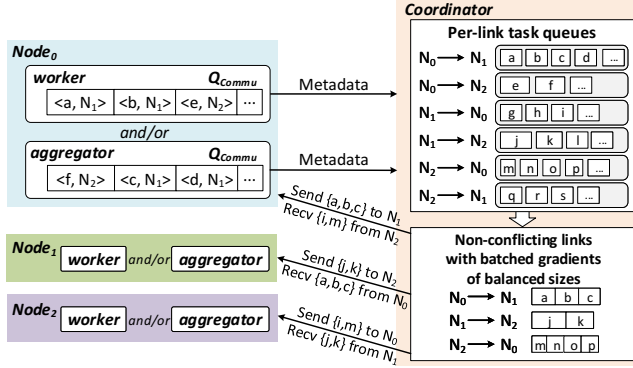 Coordinator
Per-link task queues
N0 N1 a b c d ...
N0 N2 e f ...
N1 N0 g h i ...
N1 N2 j k l ...
N2 N0 m n o p ...
N2 N1 q r s ...
Node0
worker QCommu
<a, N1> <b, N1> <e, N2> ...
and/or
aggregator QCommu
<f, N2> <c, N1> <d, N1> ...
Metadata
Metadata
Send {a,b,c} to N1
Recv {i,m} from N2
Node1
worker and/or aggregator
Send {j,k} to N2
Recv {a,b,c} from N0
Node2
worker and/or aggregator
Send {i,m} to N0
Recv {j,k} from N1
Non-conflicting links
with batched gradients
of balanced sizes
N0 N1 a b c
N1 N2 j k
N2 N0 m n o p